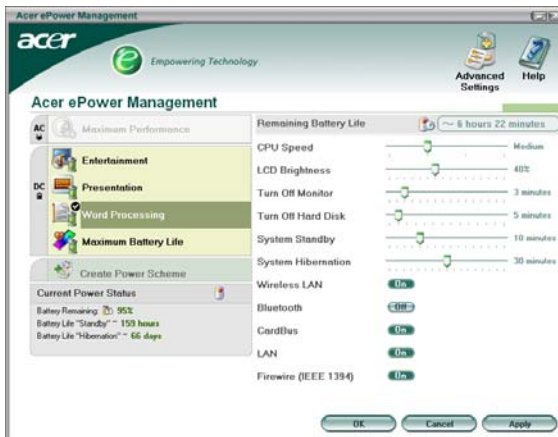 Acer ePower Management
acer
e
Empowering Technology
Advanced Settings
Help
Acer ePower Management
AC
Maximum Performance
DC
Entertainment
Presentation
Word Processing
Maximum Battery Life
Create Power Scheme
Current Power Status
Battery Remaining: 95%
Battery Life "Standby" ~ 159 hours
Battery Life "Hibernation" ~ 66 days
Remaining Battery Life ~ 6 hours 22 minutes
CPU Speed Medium
LCD Brightness 40%
Turn Off Monitor 3 minutes
Turn Off Hard Disk 5 minutes
System Standby 10 minutes
System Hibernation 30 minutes
Wireless LAN On
Bluetooth Off
CardBus On
LAN On
Firewire (IEEE 1394) On
OK
Cancel
Apply